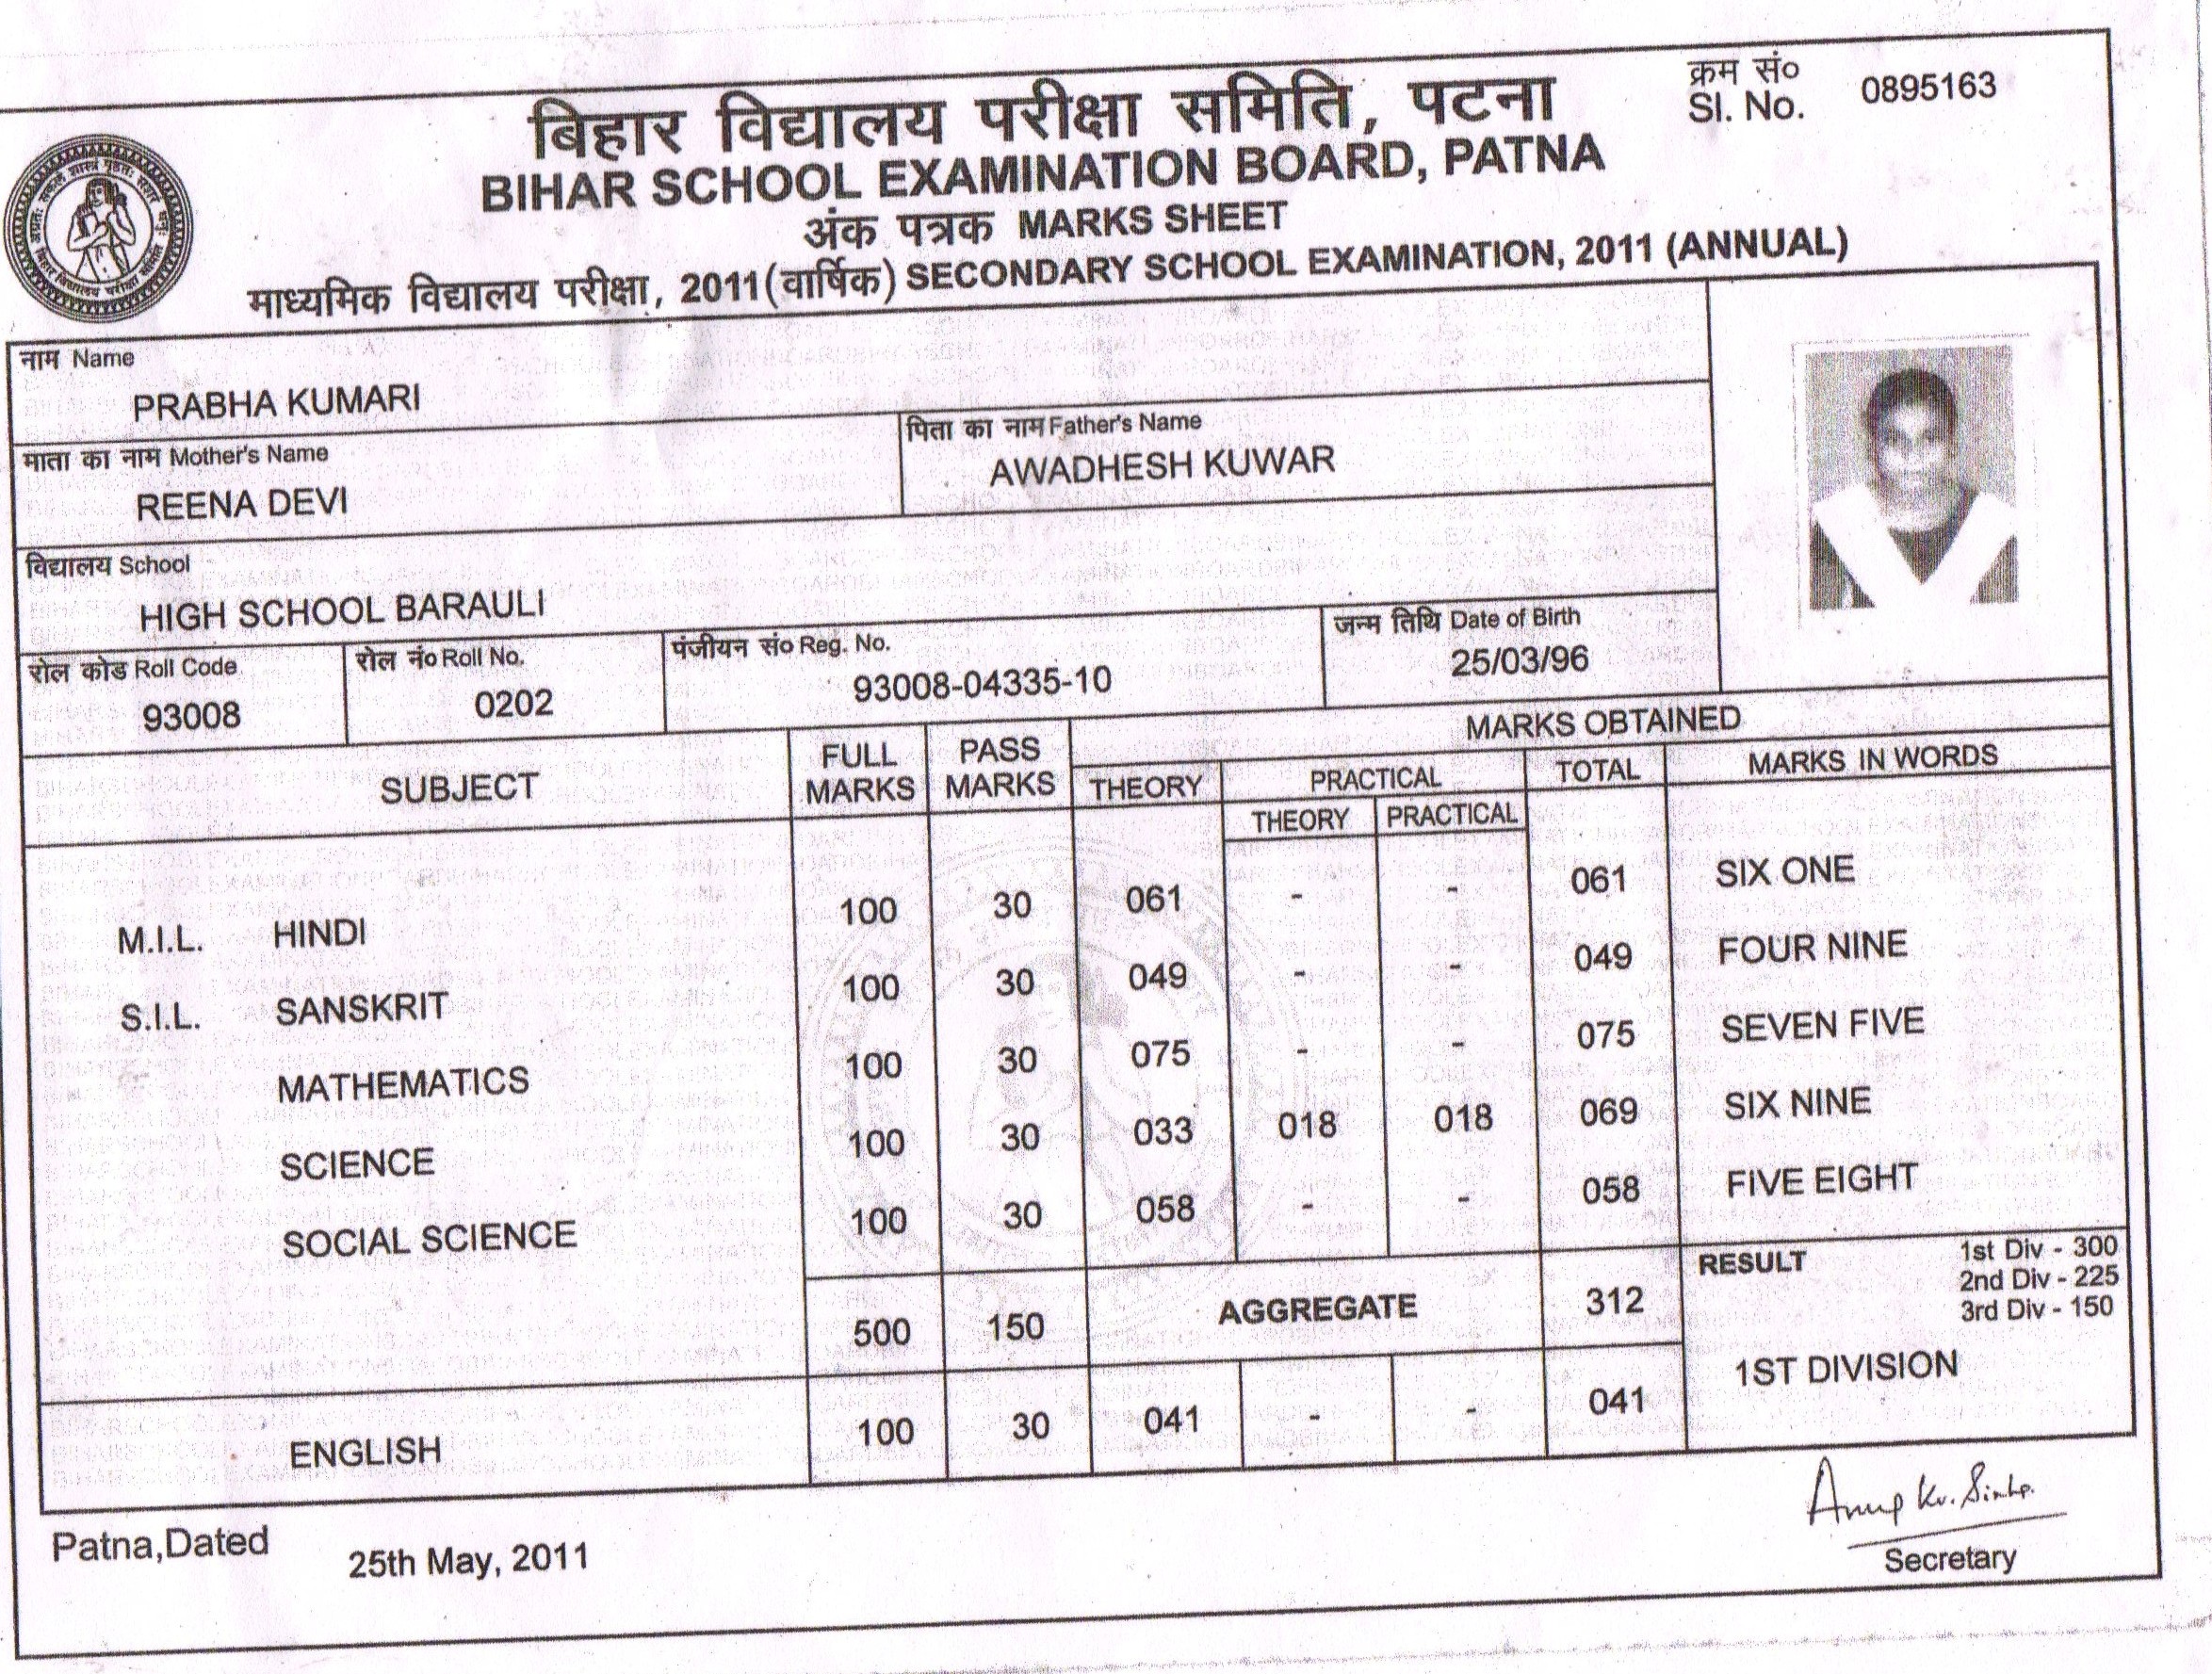 क्रम सं०
Sl. No. 0895163
बिहार विद्यालय परीक्षा समिति, पटना
BIHAR SCHOOL EXAMINATION BOARD, PATNA
अंक पत्रक MARKS SHEET
माध्यमिक विद्यालय परीक्षा, 2011 (वार्षिक) SECONDARY SCHOOL EXAMINATION, 2011 (ANNUAL)
नाम Name
PRABHA KUMARI
माता का नाम Mother's Name पिता का नाम Father's Name
REENA DEVI AWADHESH KUWAR
विद्यालय School
HIGH SCHOOL BARAULI
रोल कोड Roll Code रोल नं० Roll No. पंजीयन सं० Reg. No. जन्म तिथि Date of Birth
93008 0202 93008-04335-10 25/03/96
SUBJECT FULL MARKS PASS MARKS MARKS OBTAINED
THEORY PRACTICAL TOTAL MARKS IN WORDS
THEORY PRACTICAL
M.I.L. HINDI 100 30 061 - - 061 SIX ONE
S.I.L. SANSKRIT 100 30 049 - - 049 FOUR NINE
MATHEMATICS 100 30 075 - - 075 SEVEN FIVE
SCIENCE 100 30 033 018 018 069 SIX NINE
SOCIAL SCIENCE 100 30 058 - - 058 FIVE EIGHT
500 150 AGGREGATE 312 RESULT 1st Div - 300
2nd Div - 225
3rd Div - 150
1ST DIVISION
ENGLISH 100 30 041 - - 041
Patna,Dated 25th May, 2011
Anup Kr. Sinha
Secretary